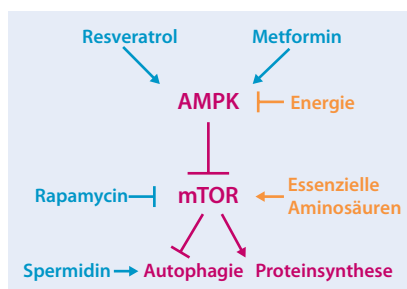 Resveratrol Metformin
AMPK Energie
Rapamycin mTOR Essenzielle
Aminosäuren
Spermidin Autophagie Proteinsynthese